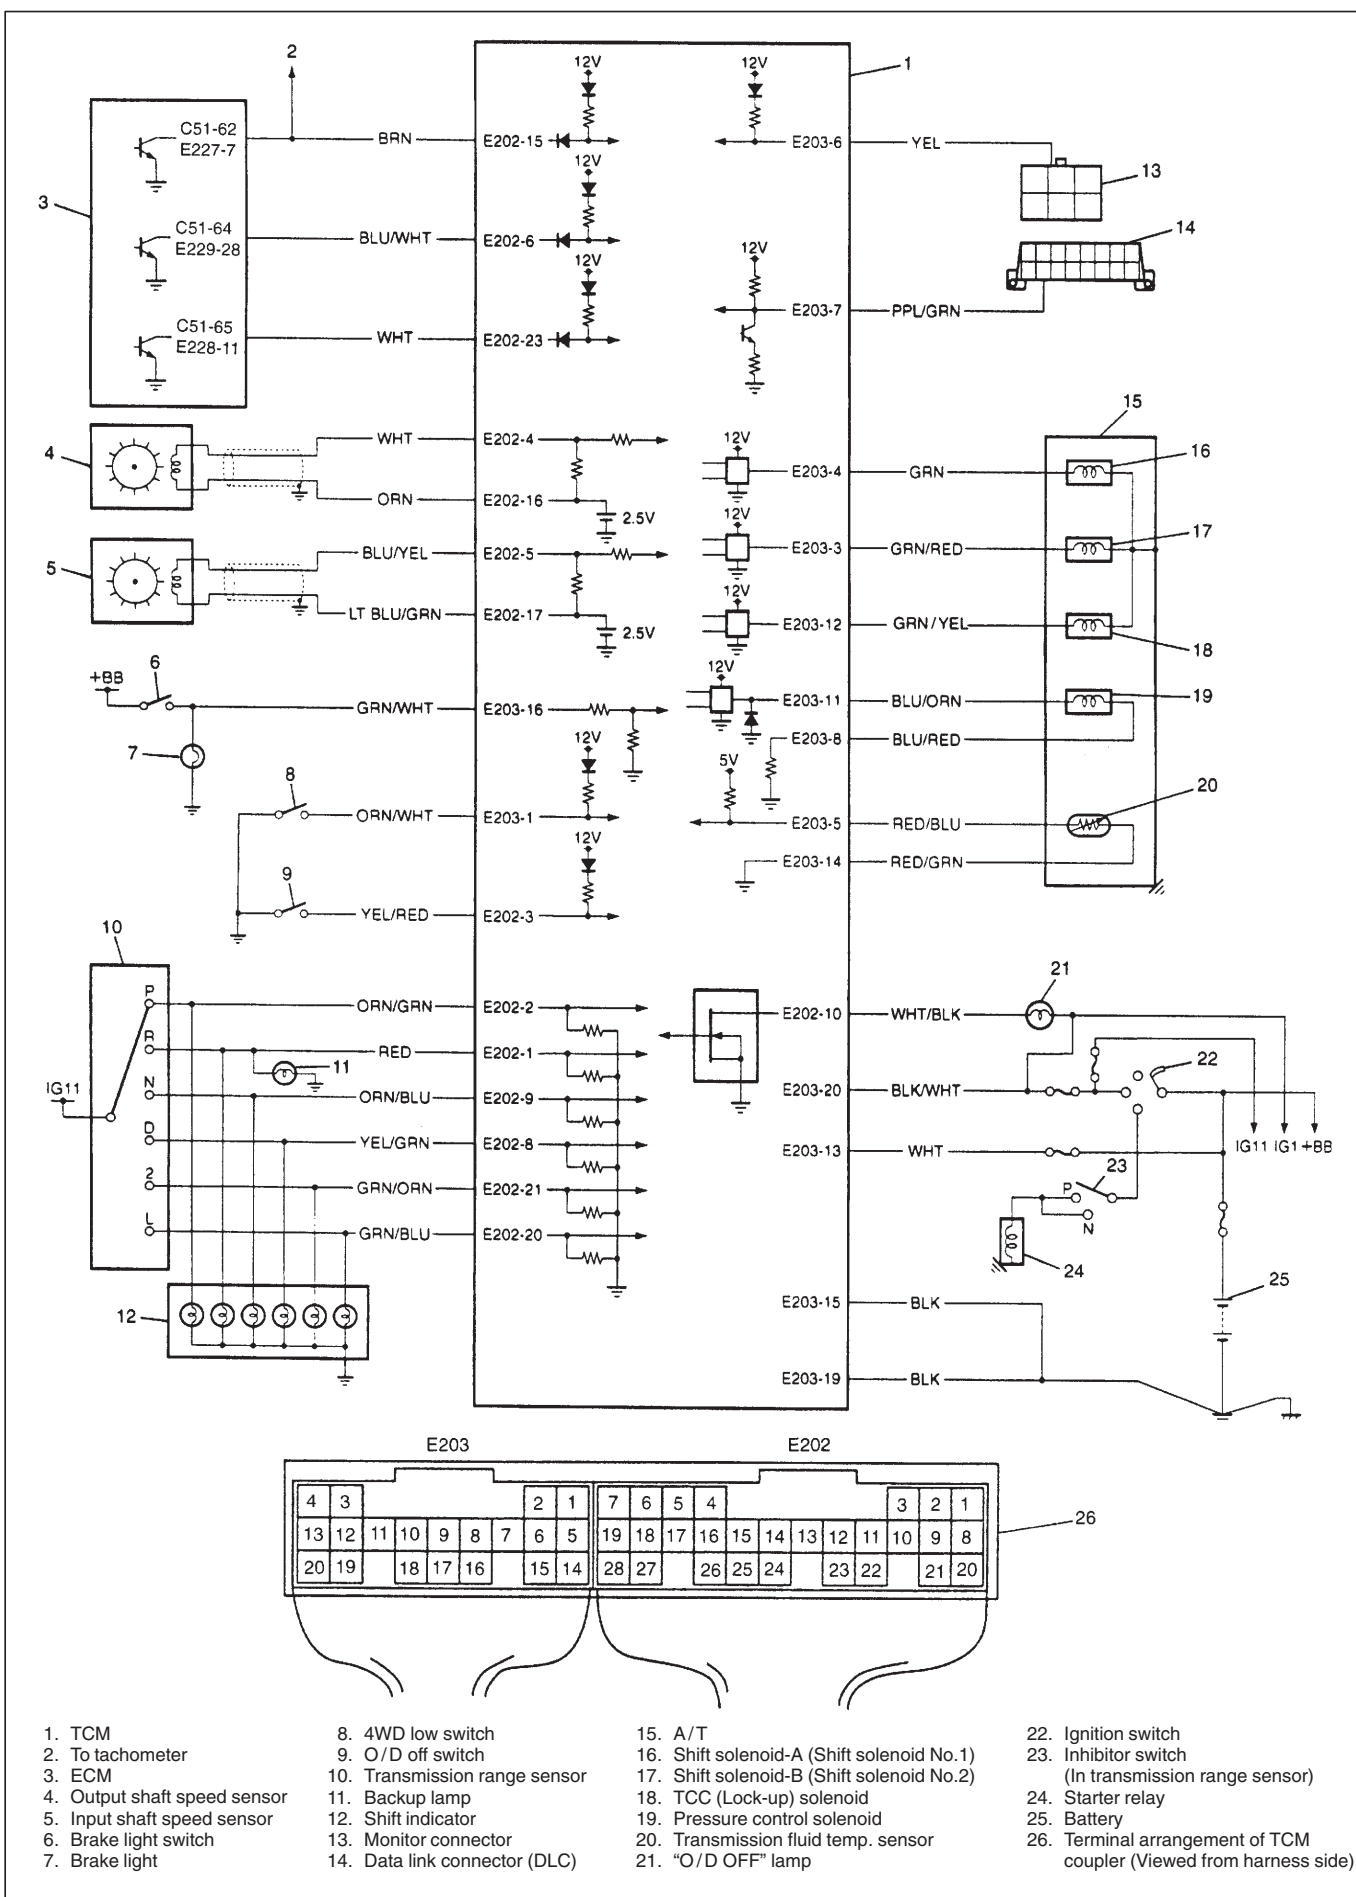 2
12V
12V
1
C51-62
E227-7
BRN
E202-15
E203-6
YEL
13
12V
3
C51-64
E229-28
BLU/WHT
E202-6
14
12V
12V
C51-65
E228-11
WHT
E202-23
E203-7
PPL/GRN
15
4
WHT
E202-4
12V
E203-4
GRN
16
ORN
E202-16
2.5V
12V
E203-3
GRN/RED
17
5
BLU/YEL
E202-5
12V
LT BLU/GRN
E202-17
2.5V
E203-12
GRN/YEL
18
+BB
6
12V
GRN/WHT
E203-16
E203-11
BLU/ORN
19
7
12V
E203-8
BLU/RED
5V
8
ORN/WHT
E203-1
E203-5
RED/BLU
20
12V
E203-14
RED/GRN
9
YEL/RED
E202-3
10
21
P
ORN/GRN
E202-2
E202-10
WHT/BLK
R
RED
E202-1
11
22
IG11
N
ORN/BLU
E202-9
E203-20
BLK/WHT
D
YEL/GRN
E202-8
E203-13
WHT
IG11 IG1 +BB
2
GRN/ORN
E202-21
23
P
N
L
GRN/BLU
E202-20
24
25
12
E203-15
BLK
E203-19
BLK
E203
E202
4 3 2 1 7 6 5 4 3 2 1
13 12 11 10 9 8 7 6 5 19 18 17 16 15 14 13 12 11 10 9 8
20 19 18 17 16 15 14 28 27 26 25 24 23 22 21 20
26
1. TCM
2. To tachometer
3. ECM
4. Output shaft speed sensor
5. Input shaft speed sensor
6. Brake light switch
7. Brake light
8. 4WD low switch
9. O/D off switch
10. Transmission range sensor
11. Backup lamp
12. Shift indicator
13. Monitor connector
14. Data link connector (DLC)
15. A/T
16. Shift solenoid-A (Shift solenoid No.1)
17. Shift solenoid-B (Shift solenoid No.2)
18. TCC (Lock-up) solenoid
19. Pressure control solenoid
20. Transmission fluid temp. sensor
21. “O/D OFF” lamp
22. Ignition switch
23. Inhibitor switch
(In transmission range sensor)
24. Starter relay
25. Battery
26. Terminal arrangement of TCM
coupler (Viewed from harness side)